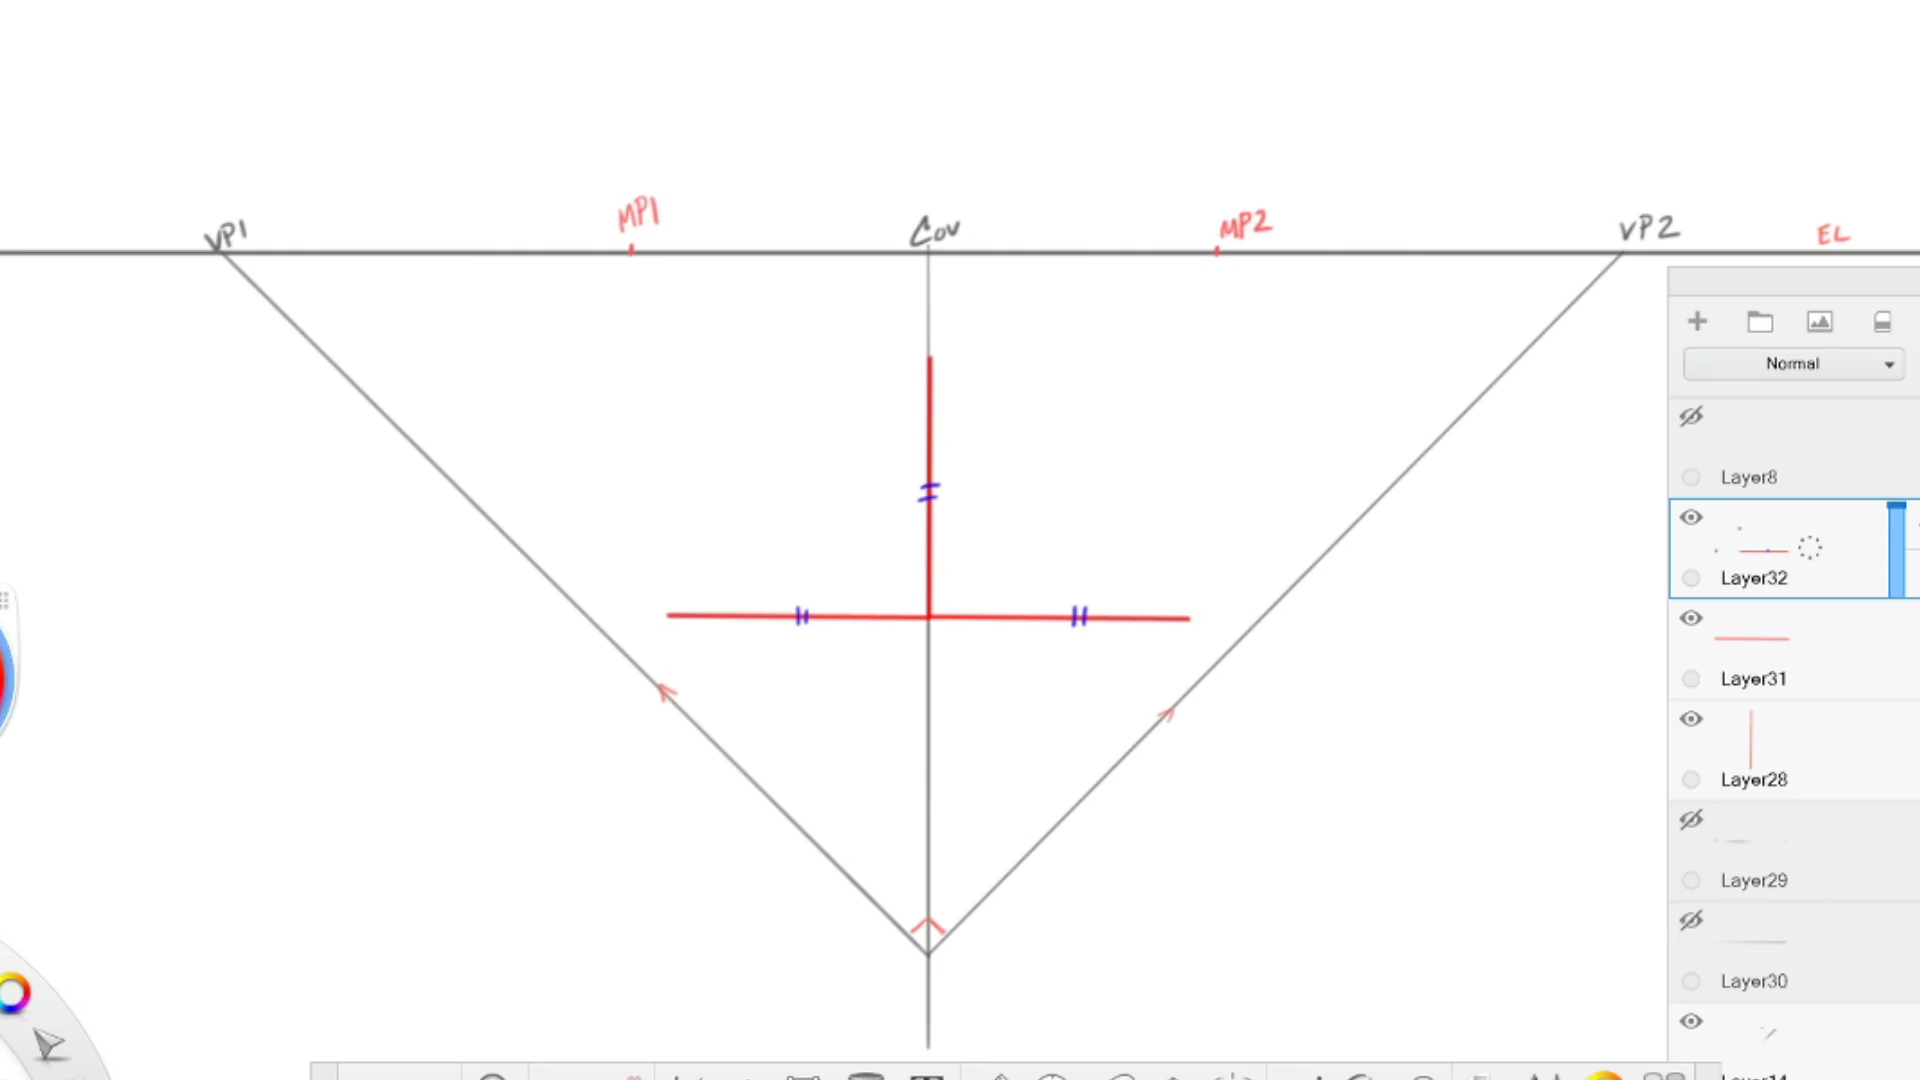 VP1
MP1
Cov
MP2
VP2
EL
Normal
Layer8
Layer32
Layer31
Layer28
Layer29
Layer30